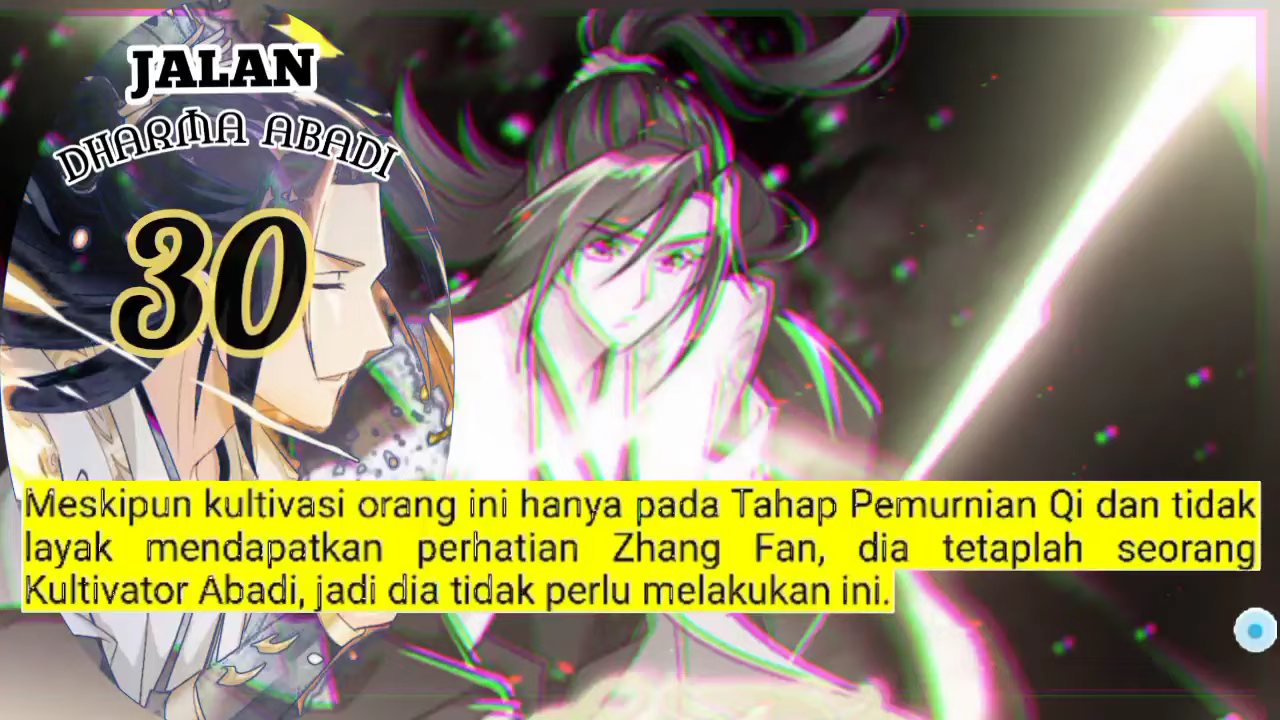 JALAN
DHARMA ABADI
30
Meskipun kultivasi orang ini hanya pada Tahap Pemurnian Qi dan tidak
layak mendapatkan perhatian Zhang Fan, dia tetaplah seorang
Kultivator Abadi, jadi dia tidak perlu melakukan ini.